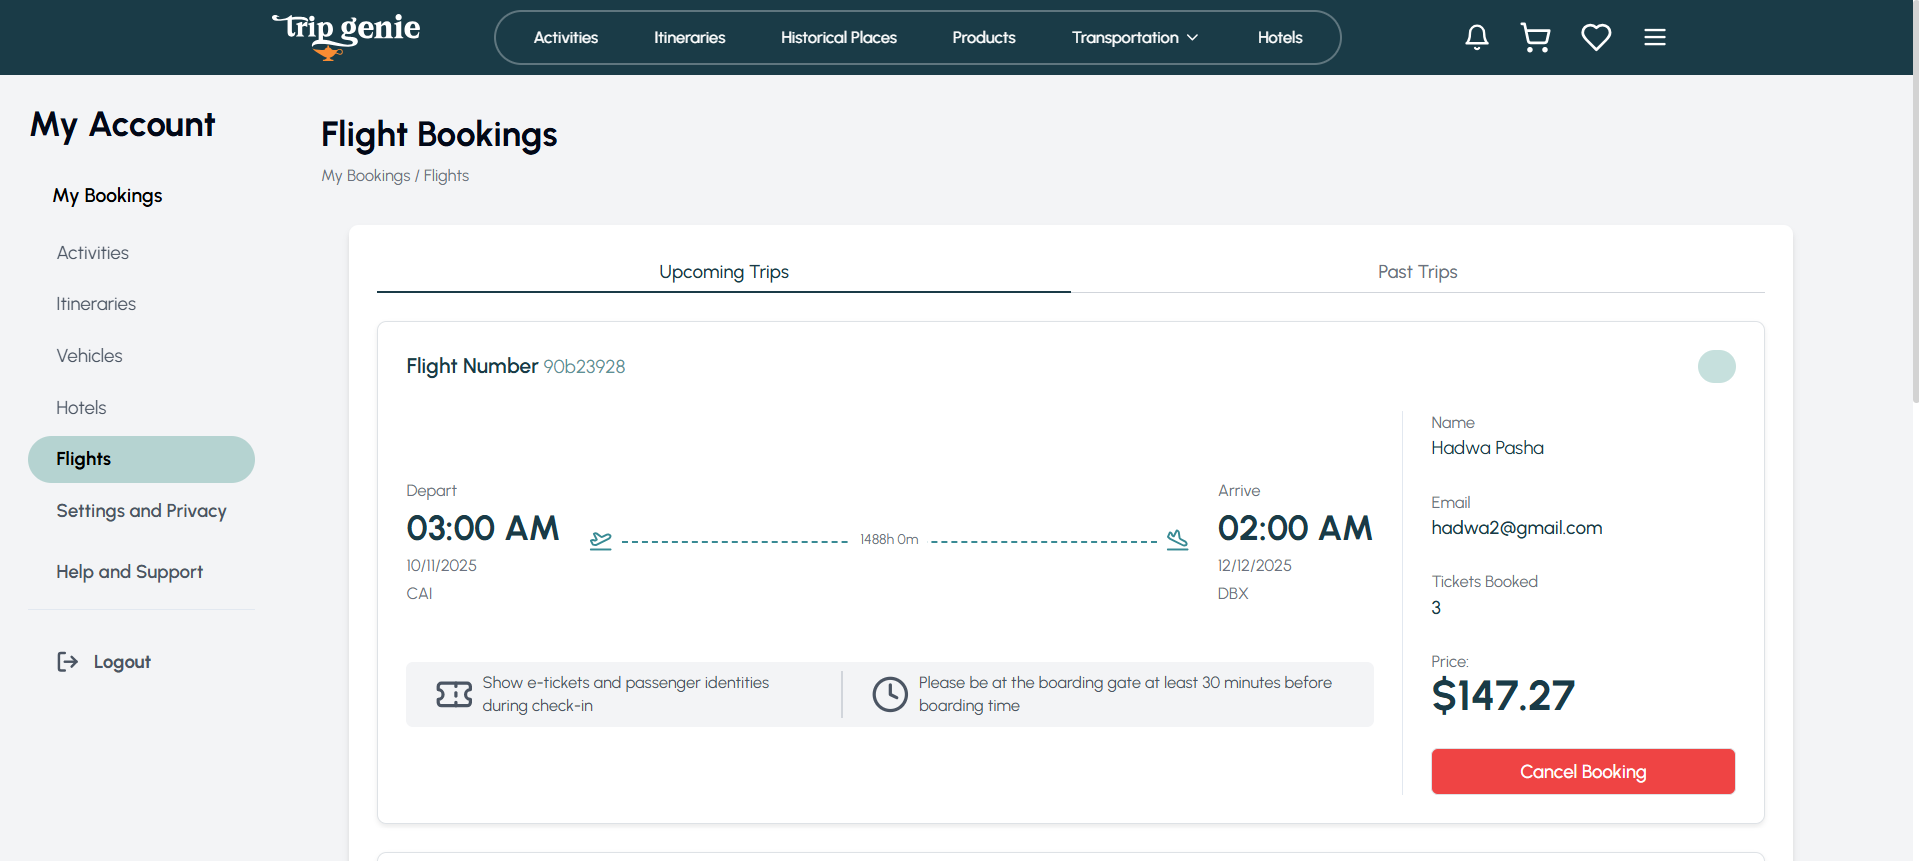 trip genie
Activities
Itineraries
Historical Places
Products
Transportation
Hotels
My Account
My Bookings
Activities
Itineraries
Vehicles
Hotels
Flights
Settings and Privacy
Help and Support
Logout
Flight Bookings
My Bookings / Flights
Upcoming Trips
Past Trips
Flight Number 90b23928
Depart
03:00 AM
10/11/2025
CAI
1488h 0m
Arrive
02:00 AM
12/12/2025
DBX
Show e-tickets and passenger identities
during check-in
Please be at the boarding gate at least 30 minutes before
boarding time
Name
Hadwa Pasha
Email
hadwa2@gmail.com
Tickets Booked
3
Price:
$147.27
Cancel Booking